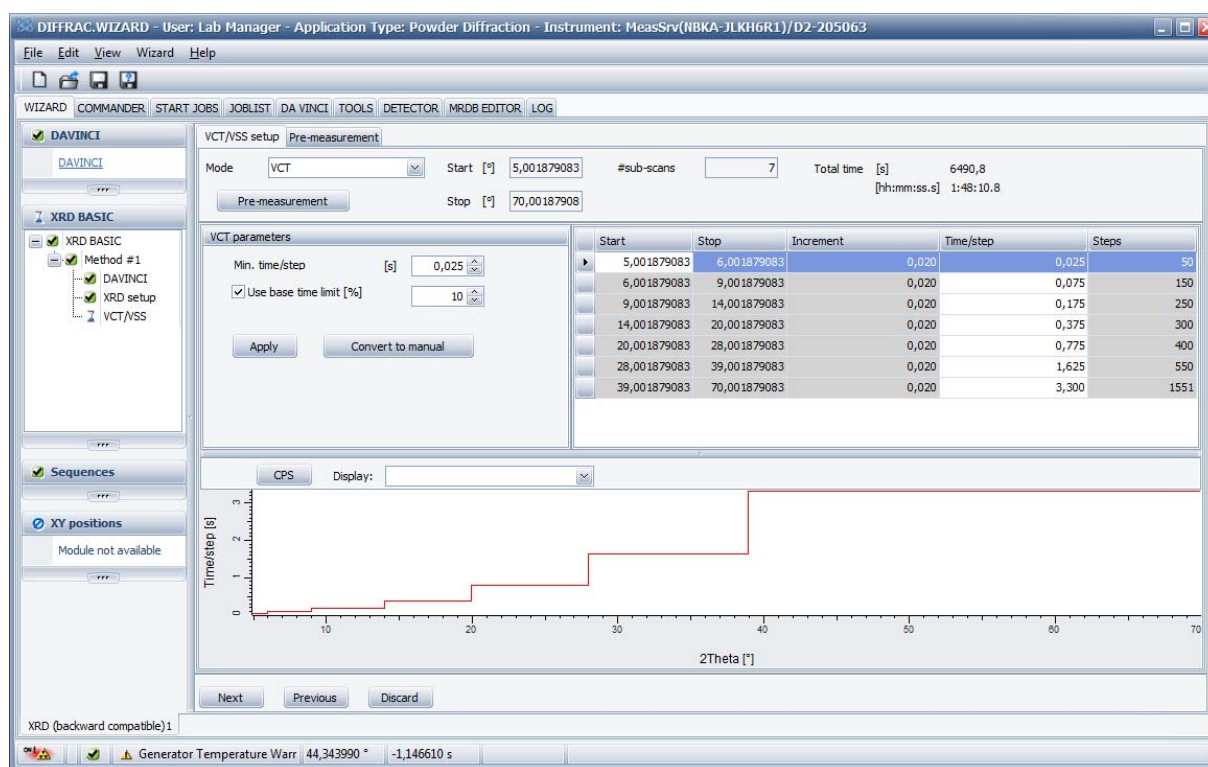 DIFFRAC.WIZARD - User: Lab Manager - Application Type: Powder Diffraction - Instrument: MeasSrv(NBKA-JLKH6R1)/D2-205063
File Edit View Wizard Help
WIZARD COMMANDER START JOBS JOBLIST DA VINCI TOOLS DETECTOR MRDB EDITOR LOG
DAVINCI
DAVINCI
XRD BASIC
XRD BASIC
Method #1
DAVINCI
XRD setup
VCT/VSS
Sequences
XY positions
Module not available
XRD (backward compatible)1
VCT/VSS setup Pre-measurement
Mode VCT Start [°] 5,001879083 #sub-scans 7 Total time [s] 6490,8
[hh:mm:ss.s] 1:48:10.8
Pre-measurement Stop [°] 70,00187908
VCT parameters
Min. time/step [s] 0,025
Use base time limit [%] 10
Apply Convert to manual
Start Stop Increment Time/step Steps
5,001879083 6,001879083 0,020 0,025 50
6,001879083 9,001879083 0,020 0,075 150
9,001879083 14,001879083 0,020 0,175 250
14,001879083 20,001879083 0,020 0,375 300
20,001879083 28,001879083 0,020 0,775 400
28,001879083 39,001879083 0,020 1,625 550
39,001879083 70,001879083 0,020 3,300 1551
CPS Display:
Time/step [s]
3
2
1
0
10 20 30 40 50 60 70
2Theta [°]
Next Previous Discard
ON Generator Temperature Warr 44,343990 ° -1,146610 s